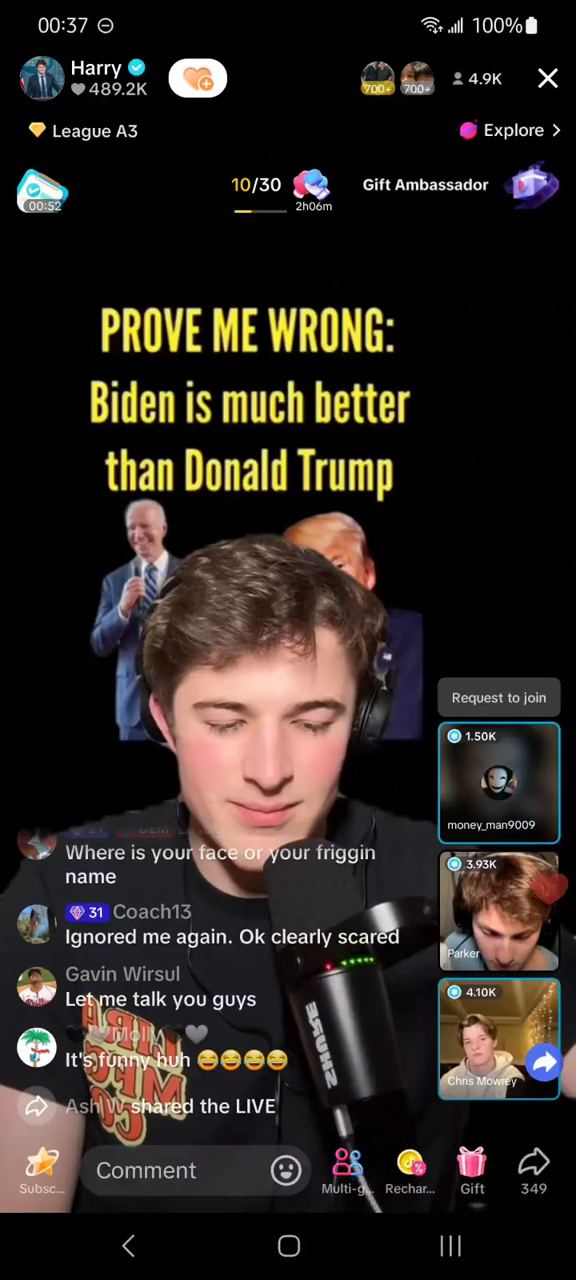 00:37
100%
Harry
489.2K
700+
700+
4.9K
League A3
Explore
00:52
10/30
2h06m
Gift Ambassador
PROVE ME WRONG:
Biden is much better
than Donald Trump
Request to join
1.50K
money_man9009
3.93K
Parker
4.10K
Chris Mowrey
Where is your face or your friggin
name
31 Coach13
Ignored me again. Ok clearly scared
Gavin Wirsul
Let me talk you guys
Moll
It's funny huh 😂😂😂😂
Ash W shared the LIVE
SHURE
Subsc...
Comment
Multi-g...
Rechar...
Gift
349